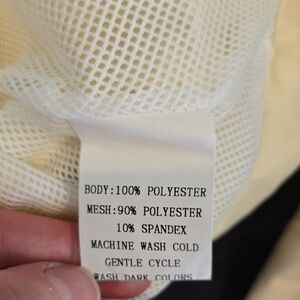 BODY:100% POLYESTER
MESH:90% POLYESTER
10% SPANDEX
MACHINE WASH COLD
GENTLE CYCLE
WASH DARK COLORS